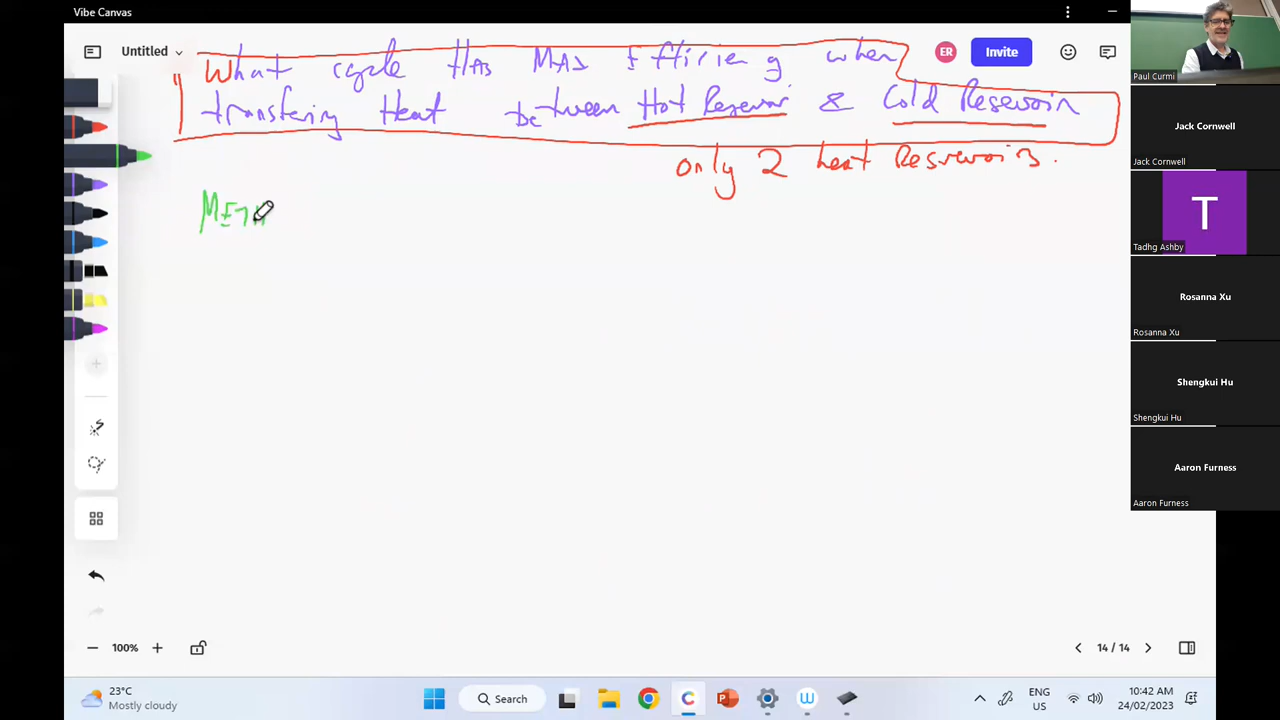 Vibe Canvas
Untitled
ER
Invite
What cycle HAS MAX Efficiency when
transfering Heat between Hot Reservoir & Cold Reservoir
only 2 heat Reservoirs.
METH
100%
14 / 14
23°C
Mostly cloudy
Search
ENG
US
10:42 AM
24/02/2023
Paul Curmi
Jack Cornwell
Jack Cornwell
T
Tadhg Ashby
Rosanna Xu
Rosanna Xu
Shengkui Hu
Shengkui Hu
Aaron Furness
Aaron Furness